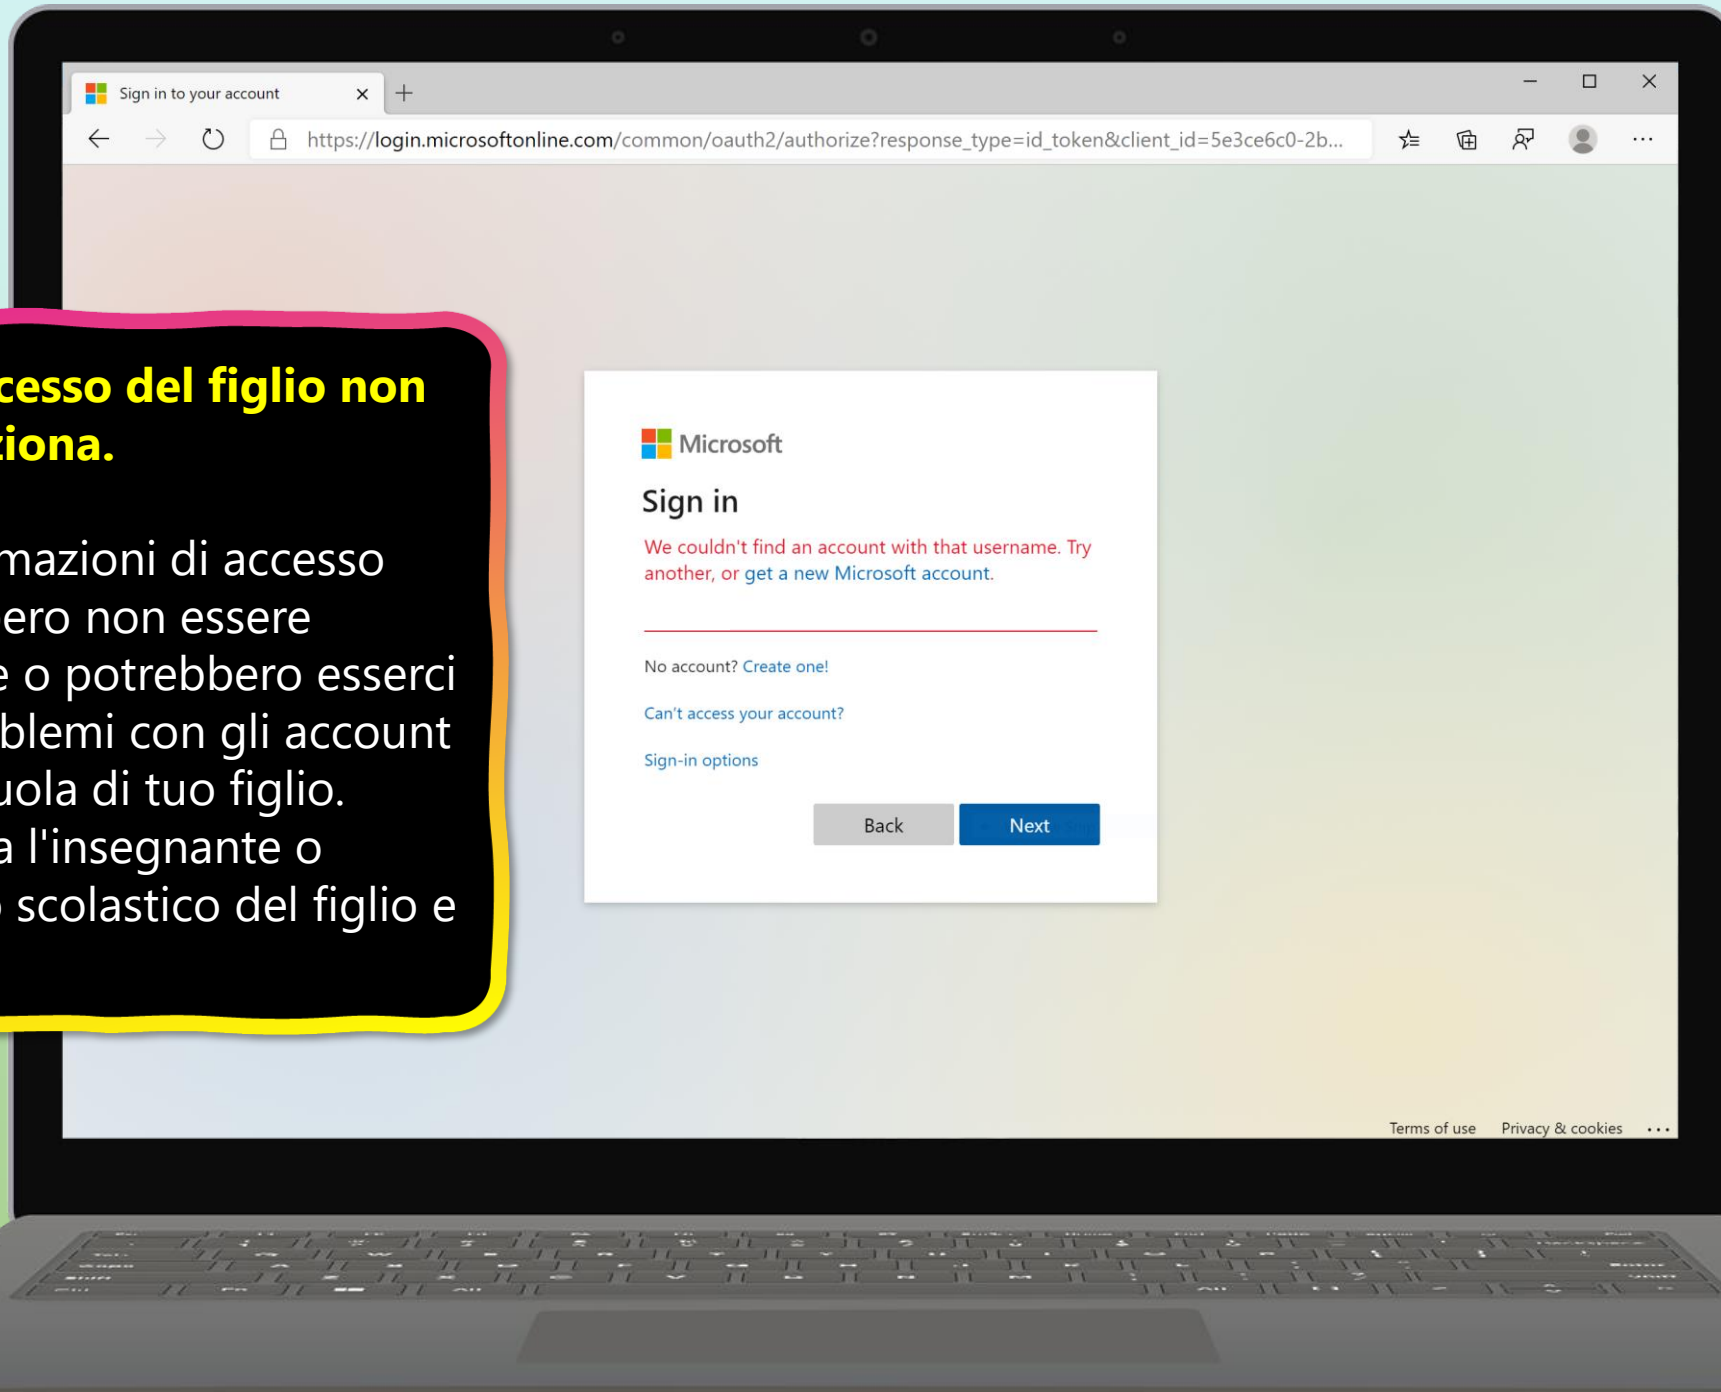 Sign in to your account
https://login.microsoftonline.com/common/oauth2/authorize?response_type=id_token&client_id=5e3ce6c0-2b...
cesso del figlio non
ziona.
mazioni di accesso
ero non essere
e o potrebbero esserci
blemi con gli account
uola di tuo figlio.
a l'insegnante o
o scolastico del figlio e
Microsoft
Sign in
We couldn't find an account with that username. Try
another, or get a new Microsoft account.
No account? Create one!
Can't access your account?
Sign-in options
Back Next
Terms of use Privacy & cookies ...